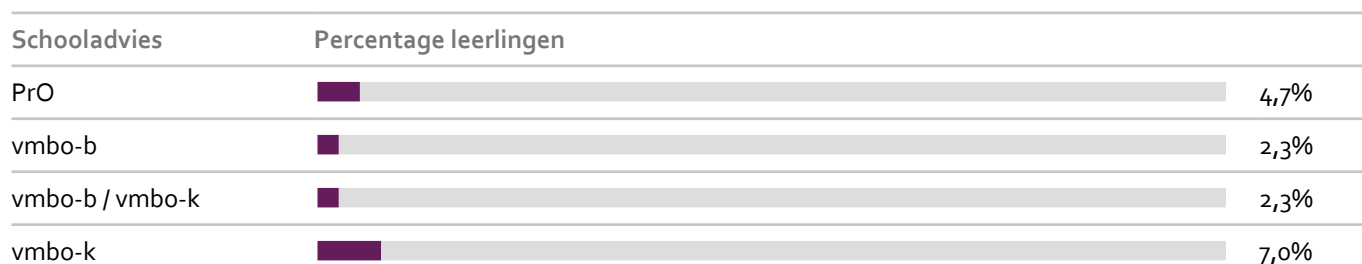 Schooladvies Percentage leerlingen
PrO 4,7%
vmbo-b 2,3%
vmbo-b / vmbo-k 2,3%
vmbo-k 7,0%